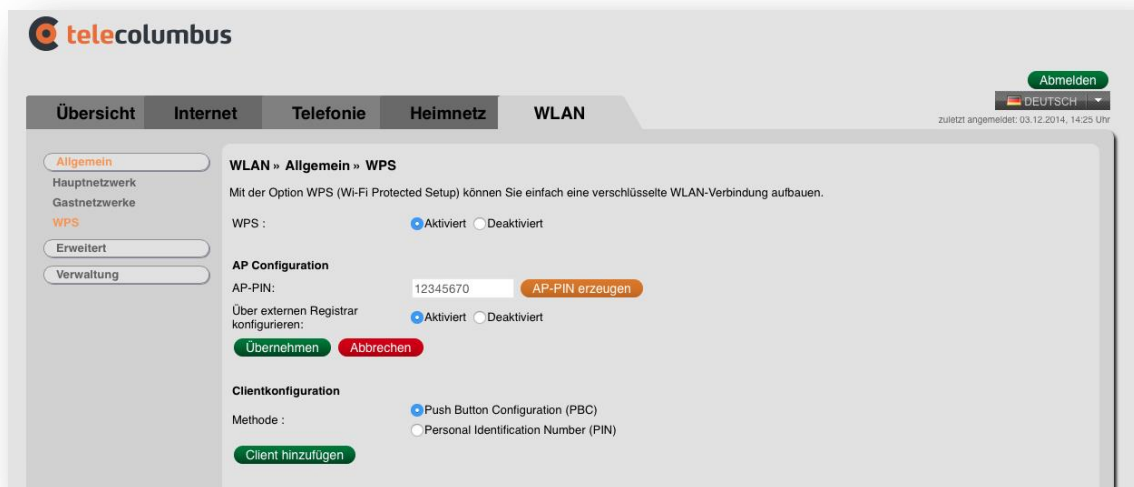 telecolumbus
Abmelden
DEUTSCH
zuletzt angemeldet: 03.12.2014, 14:25 Uhr
Übersicht Internet Telefonie Heimnetz WLAN
Allgemein
Hauptnetzwerk
Gastnetzwerke
WPS
Erweitert
Verwaltung
WLAN » Allgemein » WPS
Mit der Option WPS (Wi-Fi Protected Setup) können Sie einfach eine verschlüsselte WLAN-Verbindung aufbauen.
WPS : Aktiviert Deaktiviert
AP Configuration
AP-PIN: 12345670 AP-PIN erzeugen
Über externen Registrar
konfigurieren: Aktiviert Deaktiviert
Übernehmen Abbrechen
Clientkonfiguration
Methode : Push Button Configuration (PBC)
Personal Identification Number (PIN)
Client hinzufügen